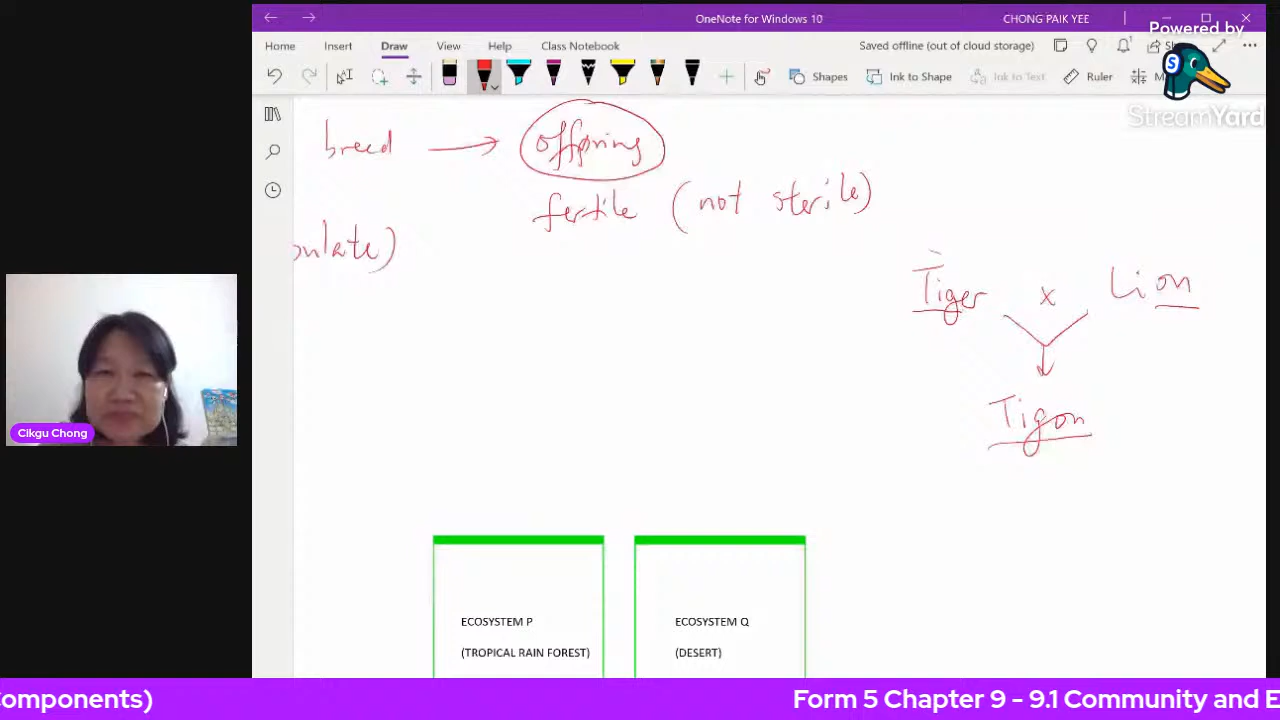 OneNote for Windows 10
CHONG PAIK YEE
Powered by
StreamYard
Home Insert Draw View Help Class Notebook
Saved offline (out of cloud storage)
Shapes Ink to Shape Ink to Text Ruler
breed → offspring
fertile (not sterile)
ulate)
Tiger x Lion
Tigon
Cikgu Chong
ECOSYSTEM P
(TROPICAL RAIN FOREST)
ECOSYSTEM Q
(DESERT)
Components)
Form 5 Chapter 9 - 9.1 Community and E